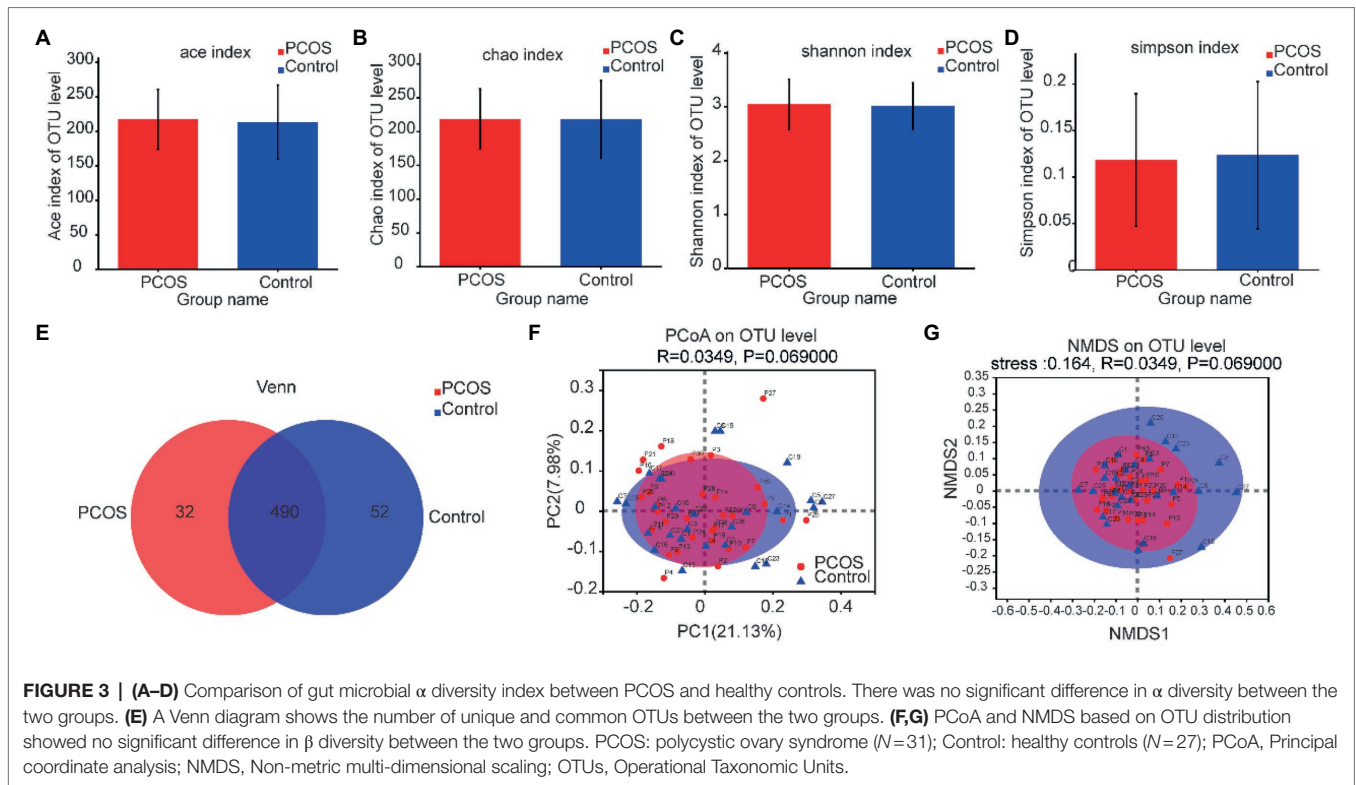 A
ace index
PCOS
Control
300
250
200
150
100
50
0
Ace index of OTU level
PCOS
Control
Group name
B
chao index
PCOS
Control
300
250
200
150
100
50
0
Chao index of OTU level
PCOS
Control
Group name
C
shannon index
PCOS
Control
4
3
2
1
0
Shannon index of OTU level
PCOS
Control
Group name
D
simpson index
PCOS
Control
0.2
0.15
0.1
0.05
0
Simpson index of OTU level
PCOS
Control
Group name
E
Venn
PCOS
Control
PCOS
32
490
52
Control
F
PCoA on OTU level
R=0.0349, P=0.069000
0.3
0.2
0.1
0
-0.1
-0.2
PC2(7.98%)
P27
P18
P21
P3
P4
C23
PCOS
Control
-0.2
0
0.2
0.4
PC1(21.13%)
G
NMDS on OTU level
stress :0.164, R=0.0349, P=0.069000
0.35
0.3
0.25
0.2
0.15
0.1
0.05
0
-0.05
-0.1
-0.15
-0.2
-0.25
-0.3
NMDS2
P7
P27
-0.6
-0.5
-0.4
-0.3
-0.2
-0.1
0
0.1
0.2
0.3
0.4
0.5
0.6
NMDS1
FIGURE 3 | (A–D) Comparison of gut microbial α diversity index between PCOS and healthy controls. There was no significant difference in α diversity between the
two groups. (E) A Venn diagram shows the number of unique and common OTUs between the two groups. (F,G) PCoA and NMDS based on OTU distribution
showed no significant difference in β diversity between the two groups. PCOS: polycystic ovary syndrome (N=31); Control: healthy controls (N=27); PCoA, Principal
coordinate analysis; NMDS, Non-metric multi-dimensional scaling; OTUs, Operational Taxonomic Units.